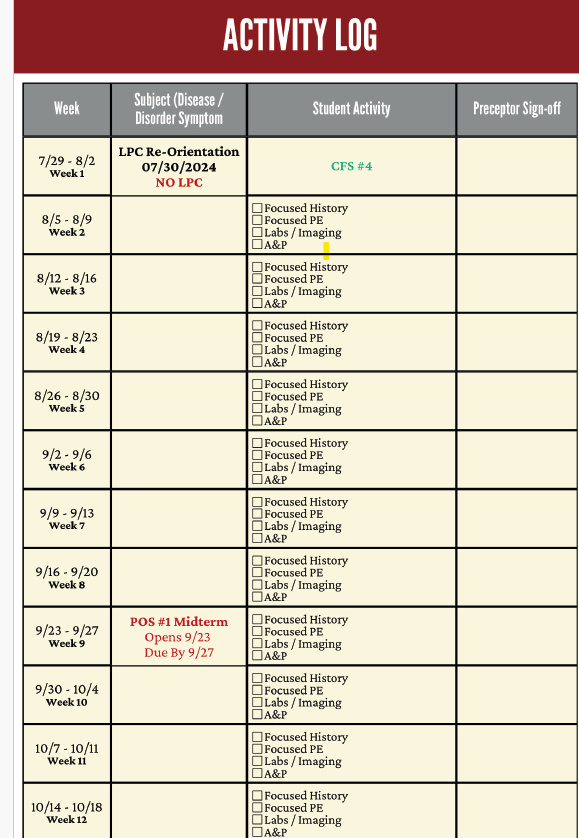 ACTIVITY LOG
Week
Subject (Disease /
Disorder Symptom
Student Activity
Preceptor Sign-off
7/29 - 8/2
Week 1
LPC Re-Orientation
07/30/2024
NO LPC
CFS #4
8/5 - 8/9
Week 2
☐ Focused History
☐ Focused PE
☐ Labs / Imaging
☐ A&P
8/12 - 8/16
Week 3
☐ Focused History
☐ Focused PE
☐ Labs / Imaging
☐ A&P
8/19 - 8/23
Week 4
☐ Focused History
☐ Focused PE
☐ Labs / Imaging
☐ A&P
8/26 - 8/30
Week 5
☐ Focused History
☐ Focused PE
☐ Labs / Imaging
☐ A&P
9/2 - 9/6
Week 6
☐ Focused History
☐ Focused PE
☐ Labs / Imaging
☐ A&P
9/9 - 9/13
Week 7
☐ Focused History
☐ Focused PE
☐ Labs / Imaging
☐ A&P
9/16 - 9/20
Week 8
☐ Focused History
☐ Focused PE
☐ Labs / Imaging
☐ A&P
9/23 - 9/27
Week 9
POS #1 Midterm
Opens 9/23
Due By 9/27
☐ Focused History
☐ Focused PE
☐ Labs / Imaging
☐ A&P
9/30 - 10/4
Week 10
☐ Focused History
☐ Focused PE
☐ Labs / Imaging
☐ A&P
10/7 - 10/11
Week 11
☐ Focused History
☐ Focused PE
☐ Labs / Imaging
☐ A&P
10/14 - 10/18
Week 12
☐ Focused History
☐ Focused PE
☐ Labs / Imaging
☐ A&P